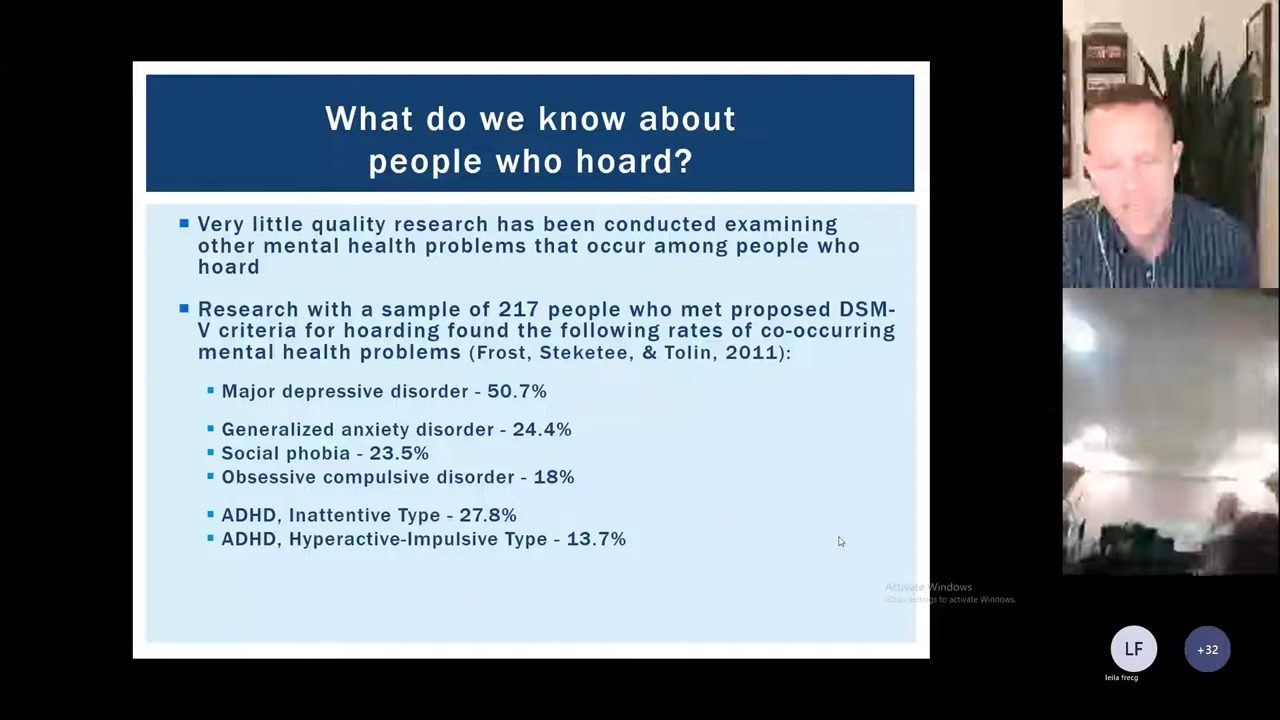 What do we know about
people who hoard?
Very little quality research has been conducted examining
other mental health problems that occur among people who
hoard
Research with a sample of 217 people who met proposed DSM-
V criteria for hoarding found the following rates of co-occurring
mental health problems (Frost, Steketee, & Tolin, 2011):
Major depressive disorder - 50.7%
Generalized anxiety disorder - 24.4%
Social phobia - 23.5%
Obsessive compulsive disorder - 18%
ADHD, Inattentive Type - 27.8%
ADHD, Hyperactive-Impulsive Type - 13.7%
Activate Windows
Settings to activate Windows.
LF
+32
leila frecg